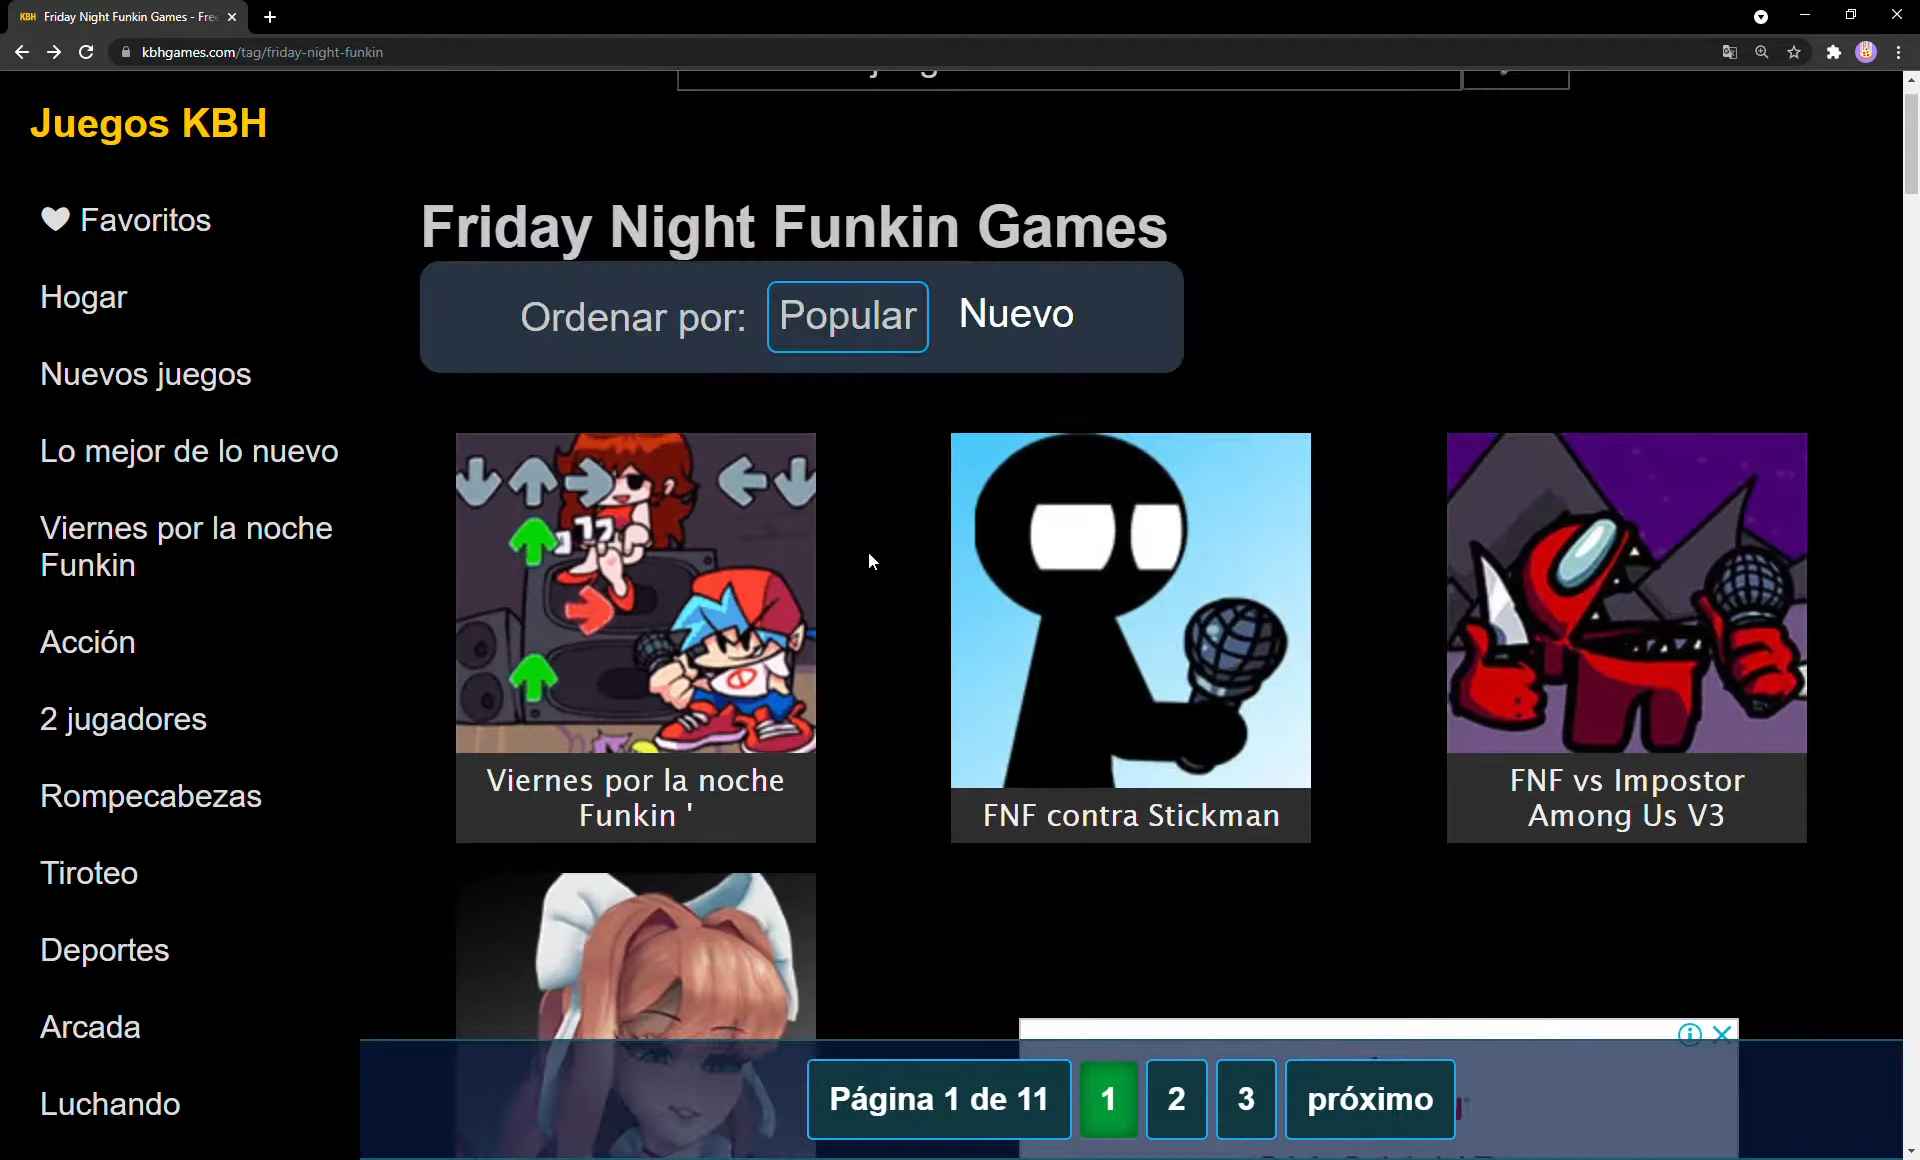 KBH Friday Night Funkin Games - Fre
kbhgames.com/tag/friday-night-funkin
Juegos KBH
Favoritos
Hogar
Nuevos juegos
Lo mejor de lo nuevo
Viernes por la noche
Funkin
Acción
2 jugadores
Rompecabezas
Tiroteo
Deportes
Arcada
Luchando
Friday Night Funkin Games
Ordenar por: Popular Nuevo
Viernes por la noche
Funkin '
FNF contra Stickman
FNF vs Impostor
Among Us V3
Página 1 de 11 1 2 3 próximo